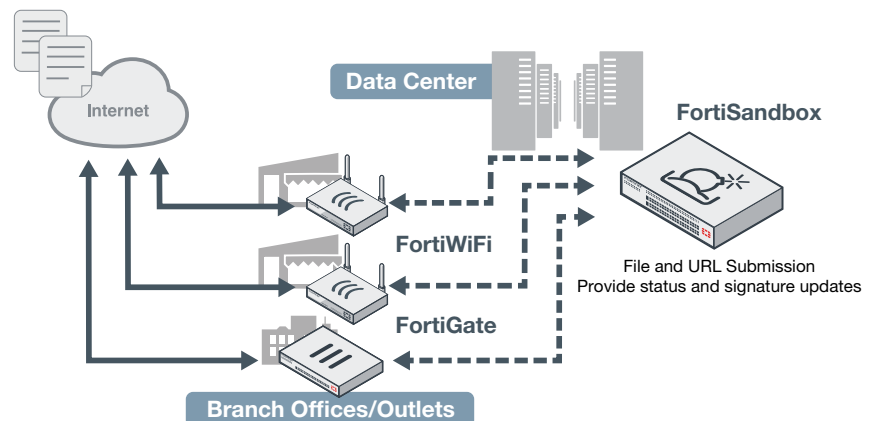 Data Center
Internet
FortiSandbox
FortiWiFi
File and URL Submission
Provide status and signature updates
FortiGate
Branch Offices/Outlets